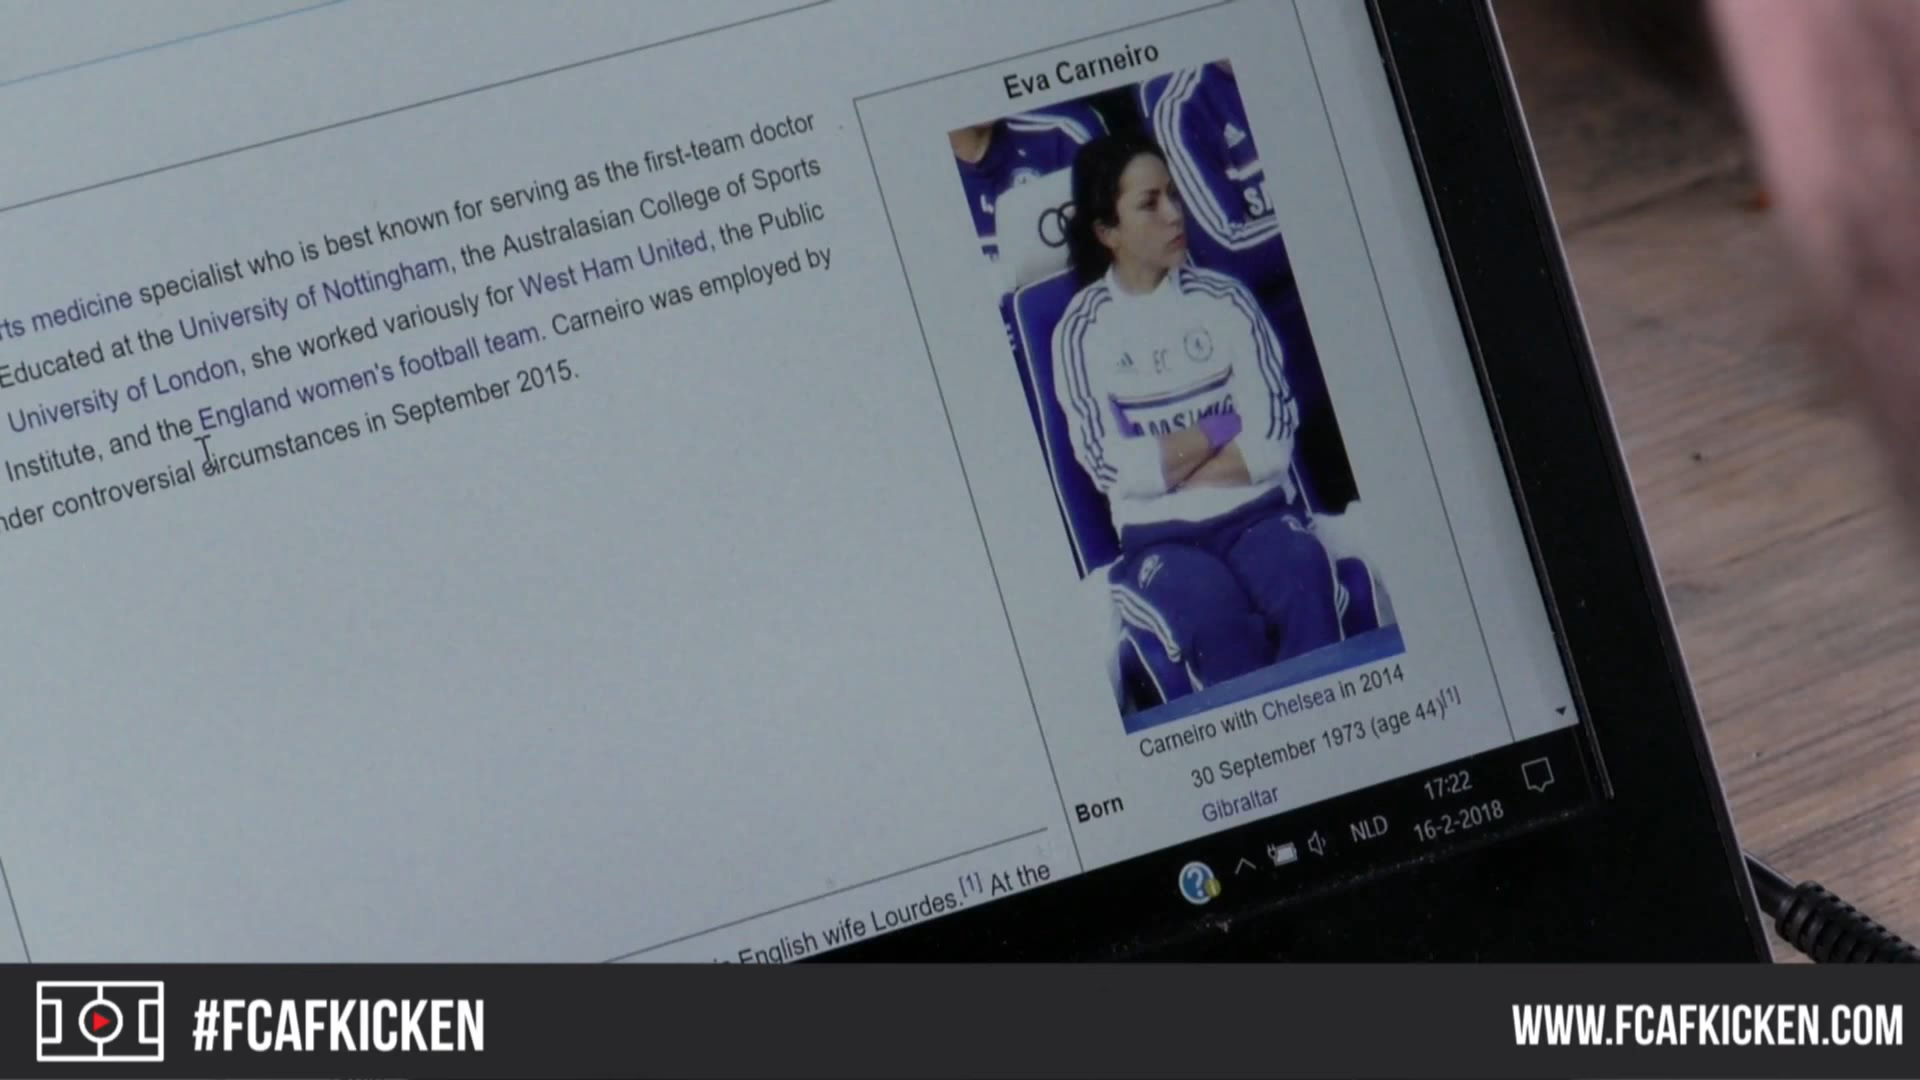 rts medicine specialist who is best known for serving as the first-team doctor
Educated at the University of Nottingham, the Australasian College of Sports
University of London, she worked variously for West Ham United, the Public
Institute, and the England women's football team. Carneiro was employed by
nder controversial circumstances in September 2015.
English wife Lourdes.[1] At the
Eva Carneiro
EC
SAMSUNG
Carneiro with Chelsea in 2014
Born
30 September 1973 (age 44)[1]
Gibraltar
NLD
17:22
16-2-2018
#FCAFKICKEN
WWW.FCAFKICKEN.COM